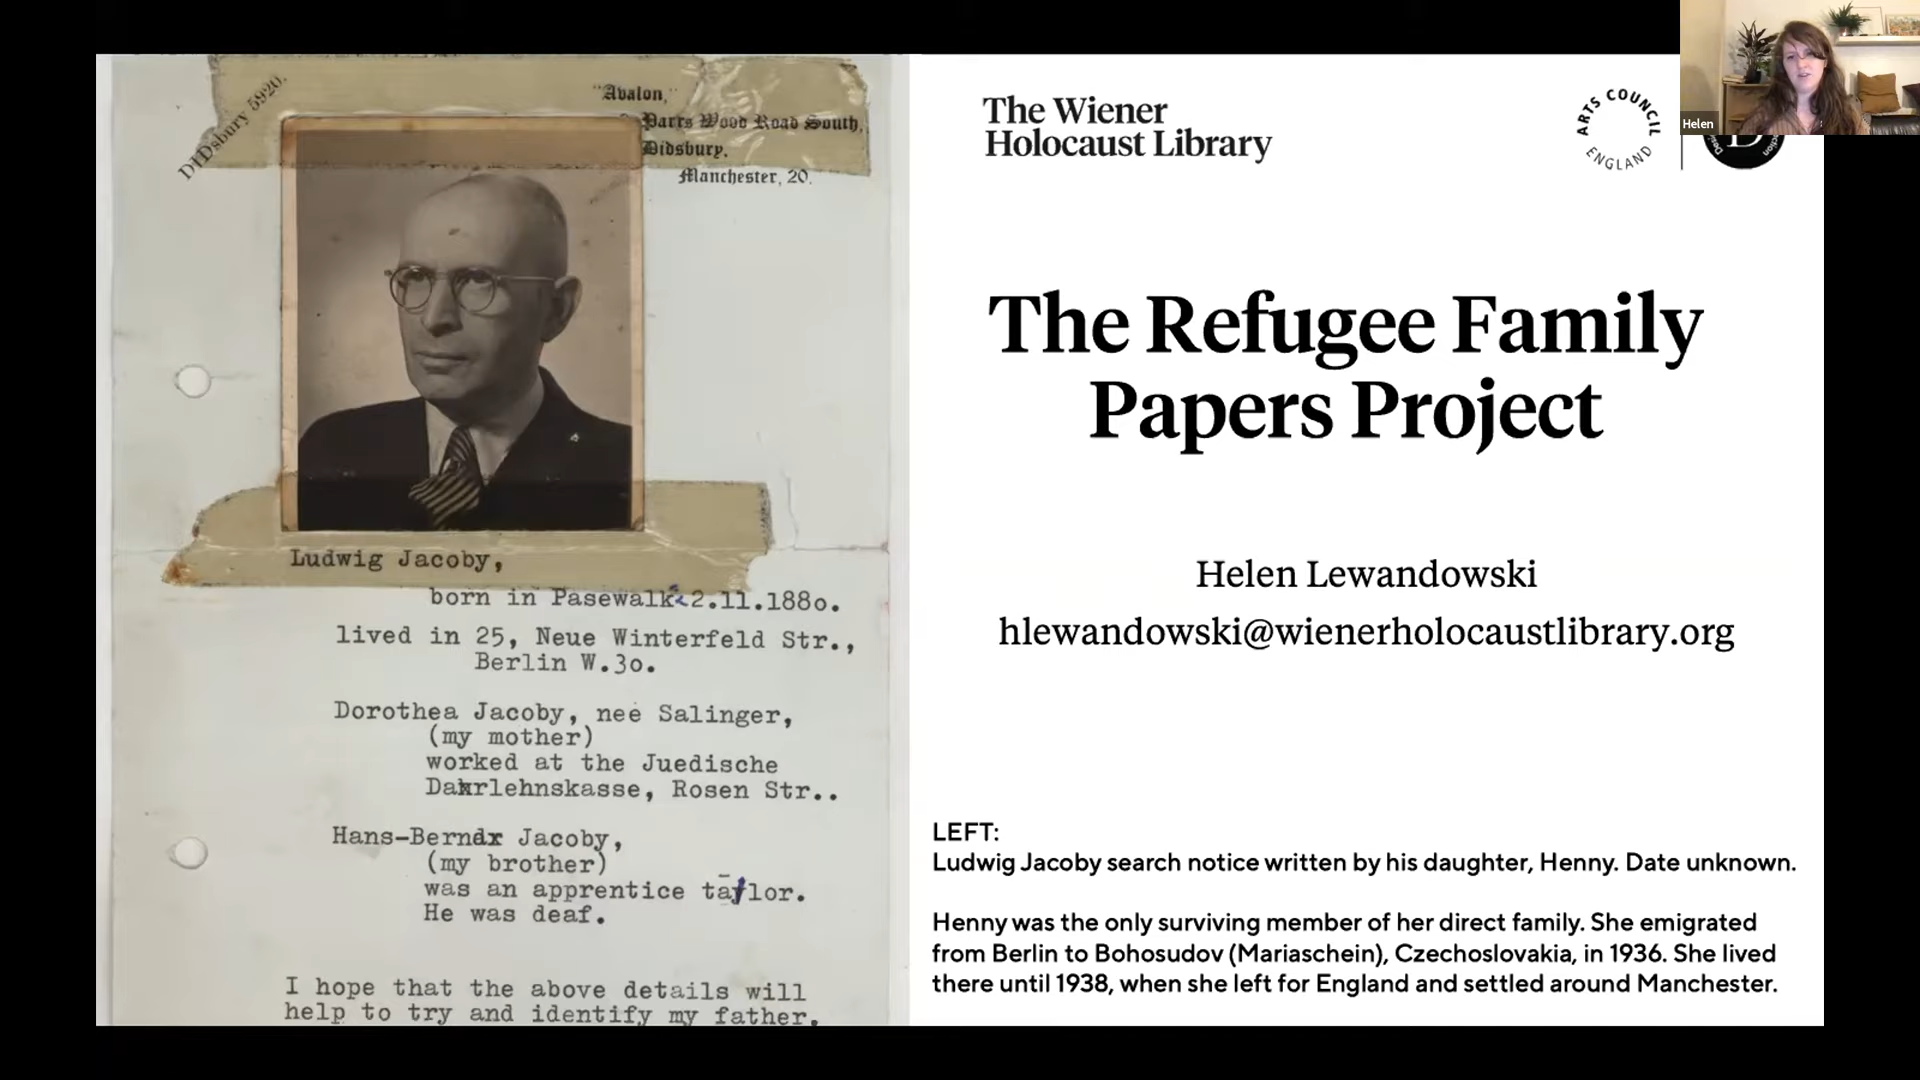 DIDsbury 5920.
"Avalon,"
Parrs Wood Road South,
Didsbury,
Manchester, 20.
Ludwig Jacoby,
born in Pasewalk 2.11.188o.
lived in 25, Neue Winterfeld Str.,
Berlin W.3o.
Dorothea Jacoby, neé Salinger,
(my mother)
worked at the Juedische
Darlehnskasse, Rosen Str..
Hans-Bernd Jacoby,
(my brother)
was an apprentice taylor.
He was deaf.
I hope that the above details will
help to try and identify my father.
The Wiener
Holocaust Library
ARTS COUNCIL
ENGLAND
Helen
The Refugee Family
Papers Project
Helen Lewandowski
hlewandowski@wienerholocaustlibrary.org
LEFT:
Ludwig Jacoby search notice written by his daughter, Henny. Date unknown.
Henny was the only surviving member of her direct family. She emigrated
from Berlin to Bohosudov (Mariaschein), Czechoslovakia, in 1936. She lived
there until 1938, when she left for England and settled around Manchester.